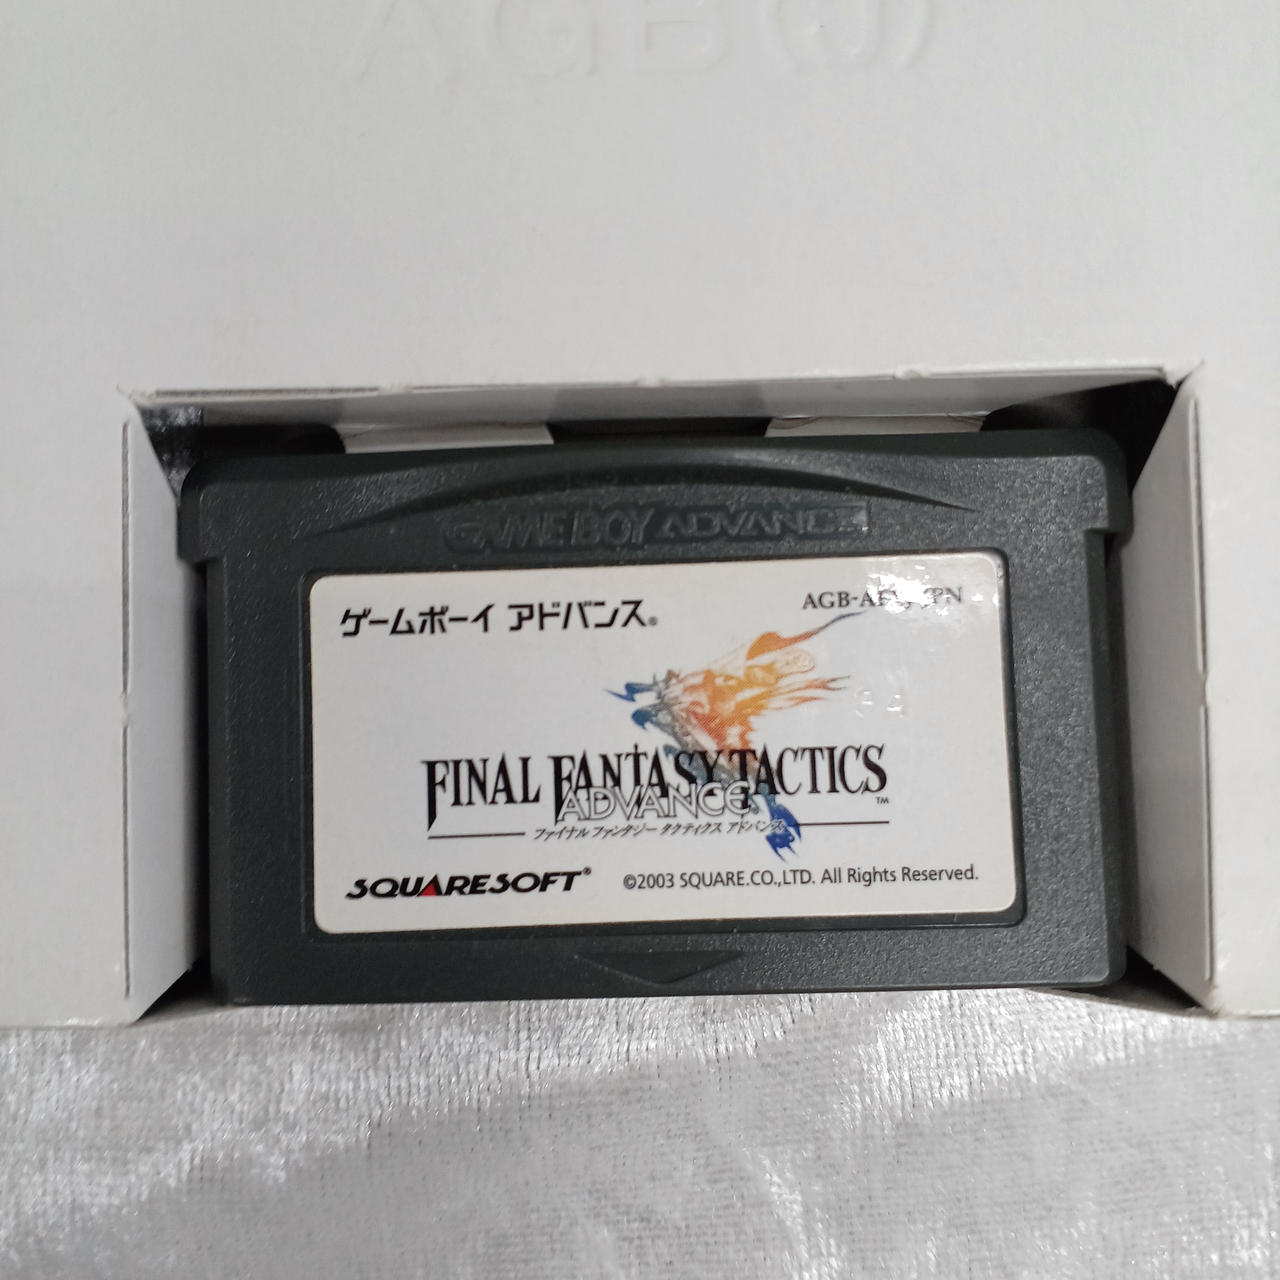 AGB(J)
GAME BOY ADVANCE
ゲームボーイ アドバンス®
FINAL FANTASY TACTICS
ADVANCE™
ファイナル ファンタジー タクティクス アドバンス
SQUARESOFT®
©2003 SQUARE.CO.,LTD. All Rights Reserved.